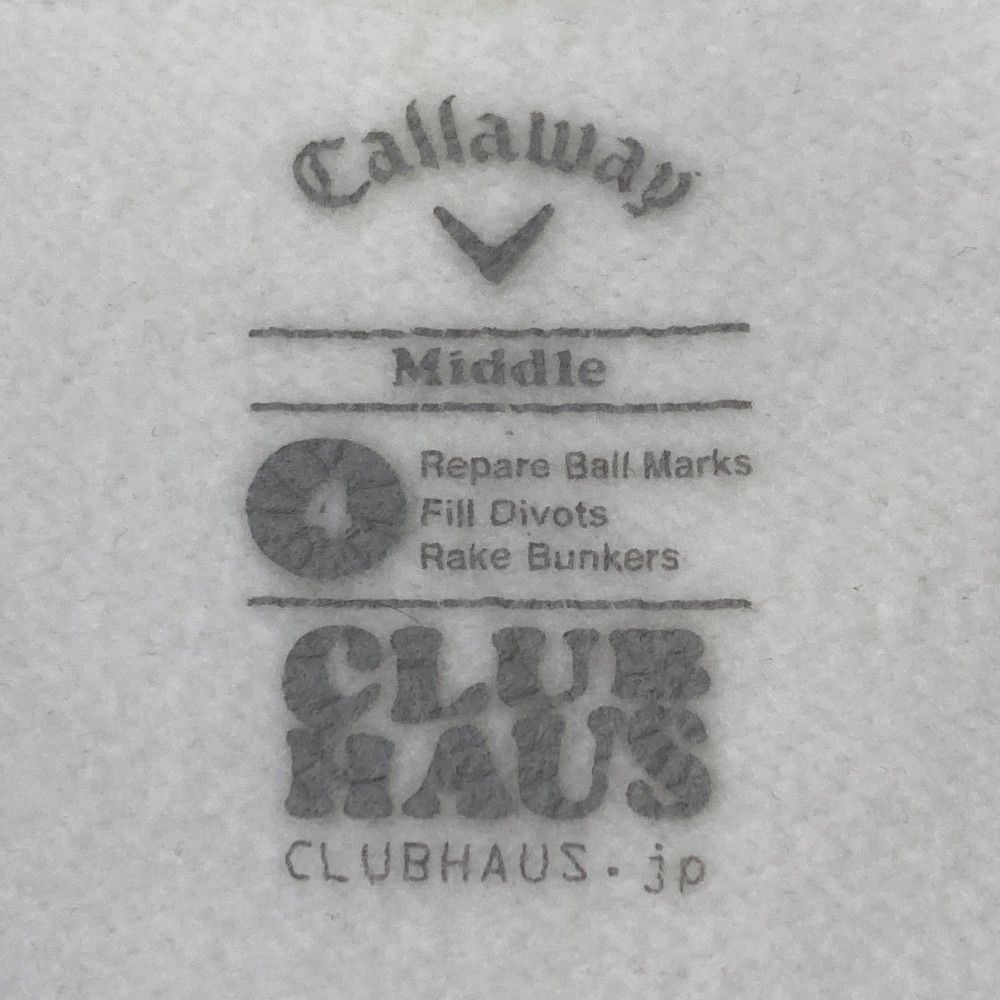 Callaway
Middle
4
Repare Ball Marks
Fill Divots
Rake Bunkers
CLUB
HAUS
CLUBHAUS.jp